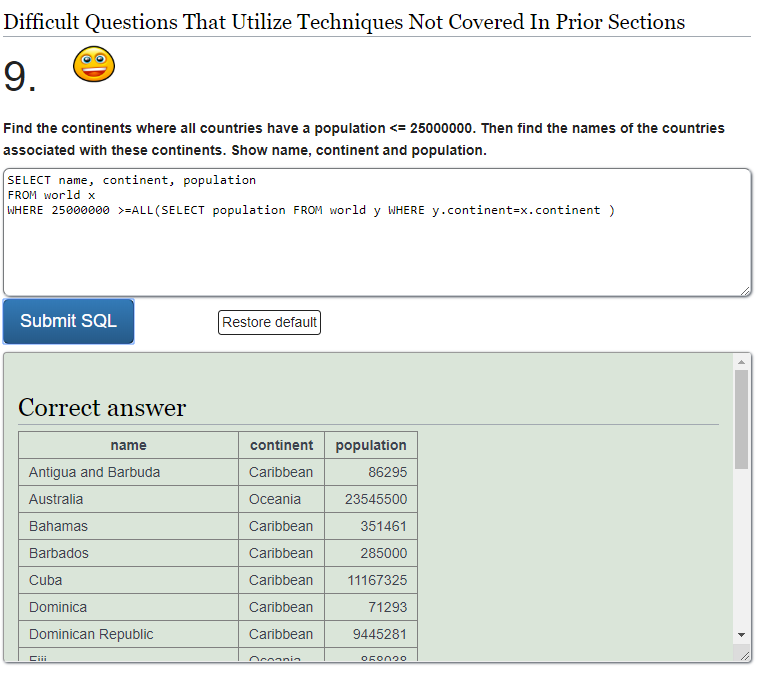 Difficult Questions That Utilize Techniques Not Covered In Prior Sections
9.
Find the continents where all countries have a population <= 25000000. Then find the names of the countries
associated with these continents. Show name, continent and population.
SELECT name, continent, population
FROM world x
WHERE 25000000 >=ALL(SELECT population FROM world y WHERE y.continent=x.continent )
Submit SQL Restore default
Correct answer
name continent population
Antigua and Barbuda Caribbean 86295
Australia Oceania 23545500
Bahamas Caribbean 351461
Barbados Caribbean 285000
Cuba Caribbean 11167325
Dominica Caribbean 71293
Dominican Republic Caribbean 9445281
Fiji Oceania 858038